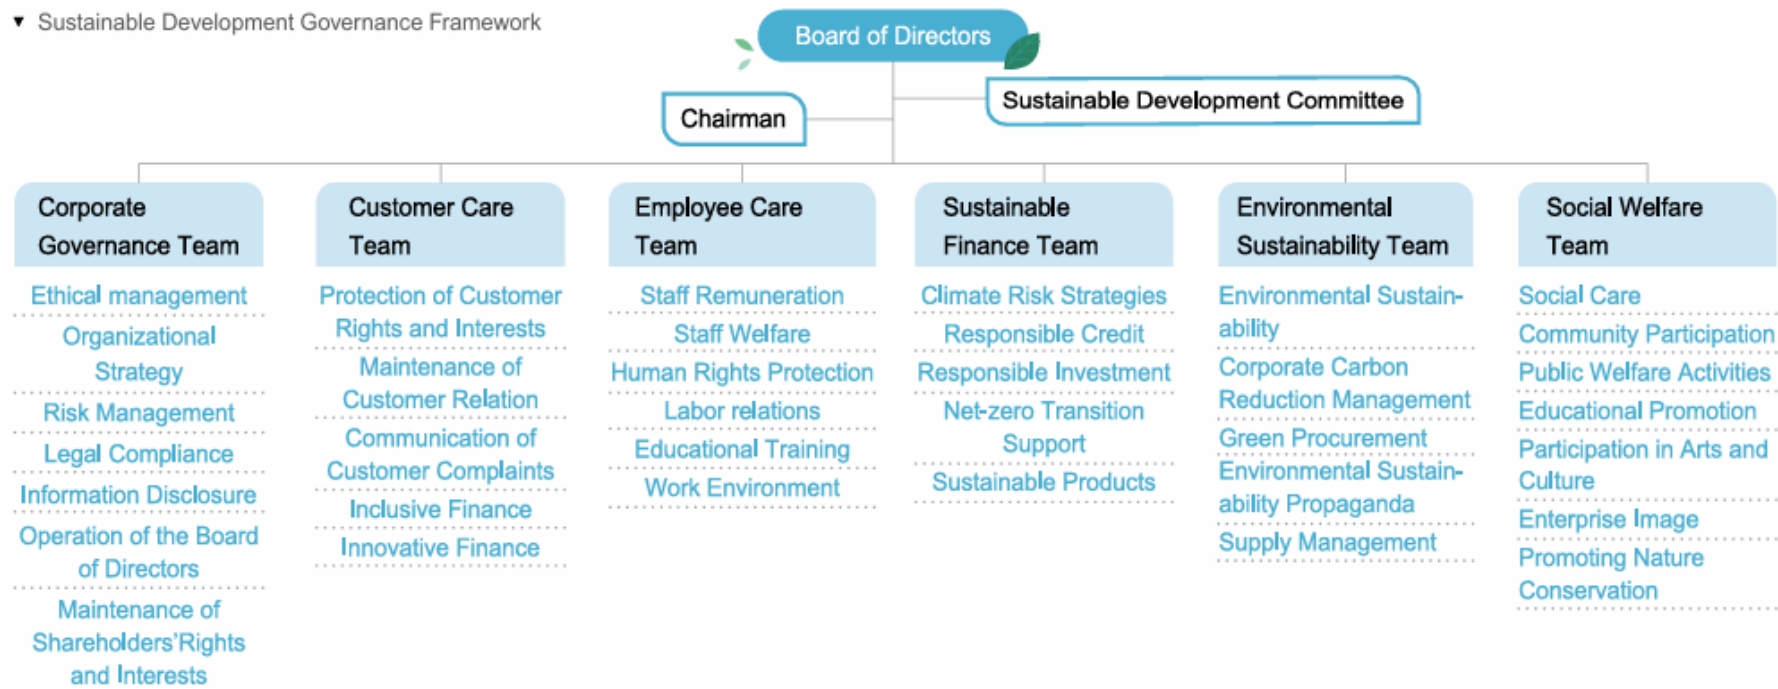 ▼ Sustainable Development Governance Framework
Board of Directors
Sustainable Development Committee
Chairman
Corporate
Governance Team
Ethical management
Organizational
Strategy
Risk Management
Legal Compliance
Information Disclosure
Operation of the Board
of Directors
Maintenance of
Shareholders'Rights
and Interests
Customer Care
Team
Protection of Customer
Rights and Interests
Maintenance of
Customer Relation
Communication of
Customer Complaints
Inclusive Finance
Innovative Finance
Employee Care
Team
Staff Remuneration
Staff Welfare
Human Rights Protection
Labor relations
Educational Training
Work Environment
Sustainable
Finance Team
Climate Risk Strategies
Responsible Credit
Responsible Investment
Net-zero Transition
Support
Sustainable Products
Environmental
Sustainability Team
Environmental Sustain-
ability
Corporate Carbon
Reduction Management
Green Procurement
Environmental Sustain-
ability Propaganda
Supply Management
Social Welfare
Team
Social Care
Community Participation
Public Welfare Activities
Educational Promotion
Participation in Arts and
Culture
Enterprise Image
Promoting Nature
Conservation